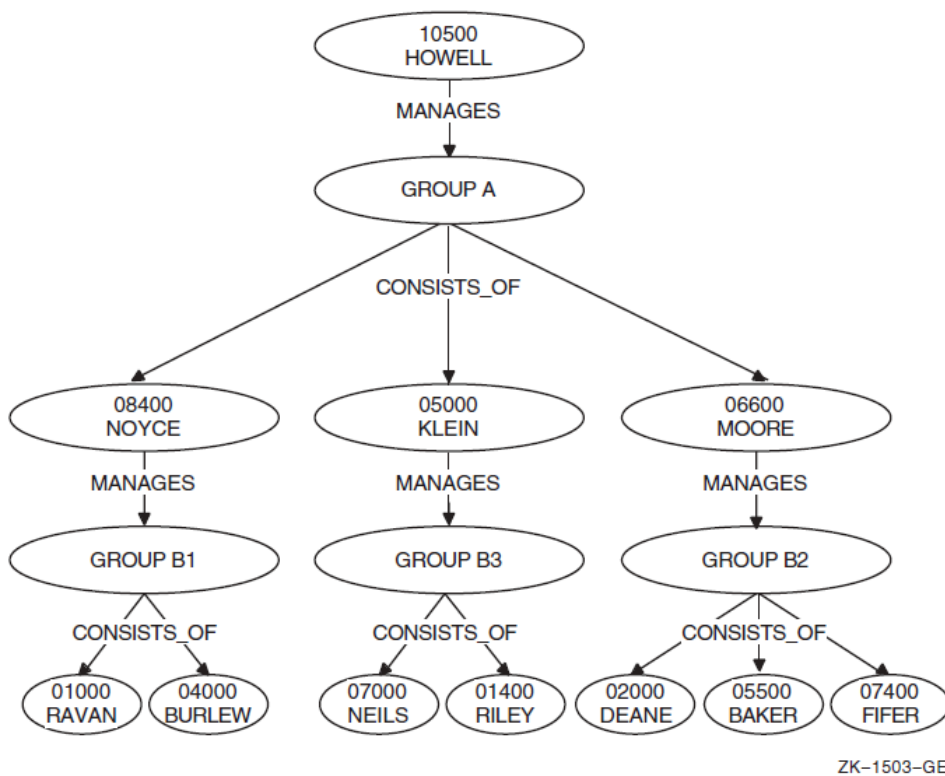 10500
HOWELL
MANAGES
GROUP A
CONSISTS_OF
08400
NOYCE
05000
KLEIN
06600
MOORE
MANAGES
MANAGES
MANAGES
GROUP B1
GROUP B3
GROUP B2
CONSISTS_OF
CONSISTS_OF
CONSISTS_OF
01000
RAVAN
04000
BURLEW
07000
NEILS
01400
RILEY
02000
DEANE
05500
BAKER
07400
FIFER
ZK–1503–GE